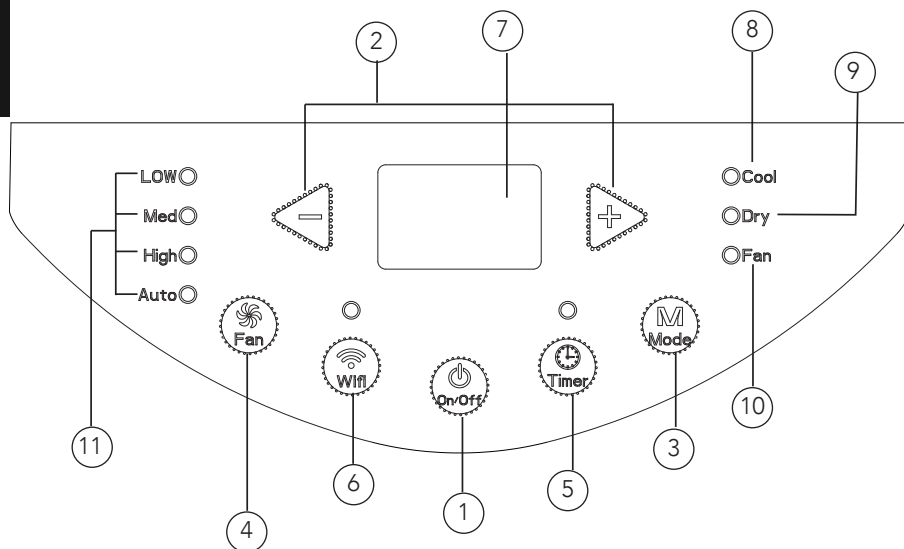 2
7
8
9
LOW
Med
High
Auto
Cool
Dry
Fan
Fan
Wifi
On/Off
Timer
M
Mode
11
6
1
5
3
10
4